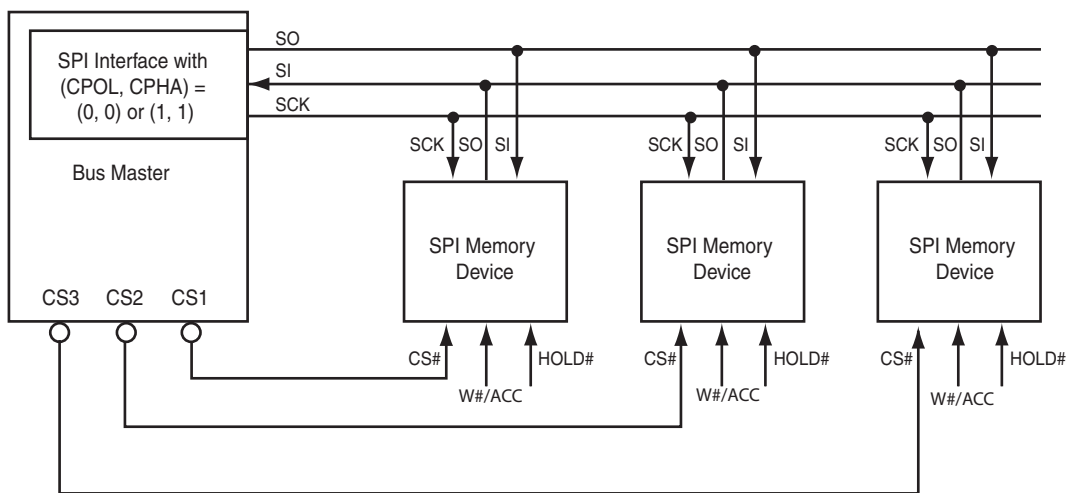 SO
SPI Interface with
(CPOL, CPHA) =
(0, 0) or (1, 1)
SI
SCK
Bus Master
SCK SO SI
SCK SO SI
SCK SO SI
SPI Memory
Device
SPI Memory
Device
SPI Memory
Device
CS3 CS2 CS1
CS#
HOLD#
W#/ACC
CS#
HOLD#
W#/ACC
CS#
HOLD#
W#/ACC